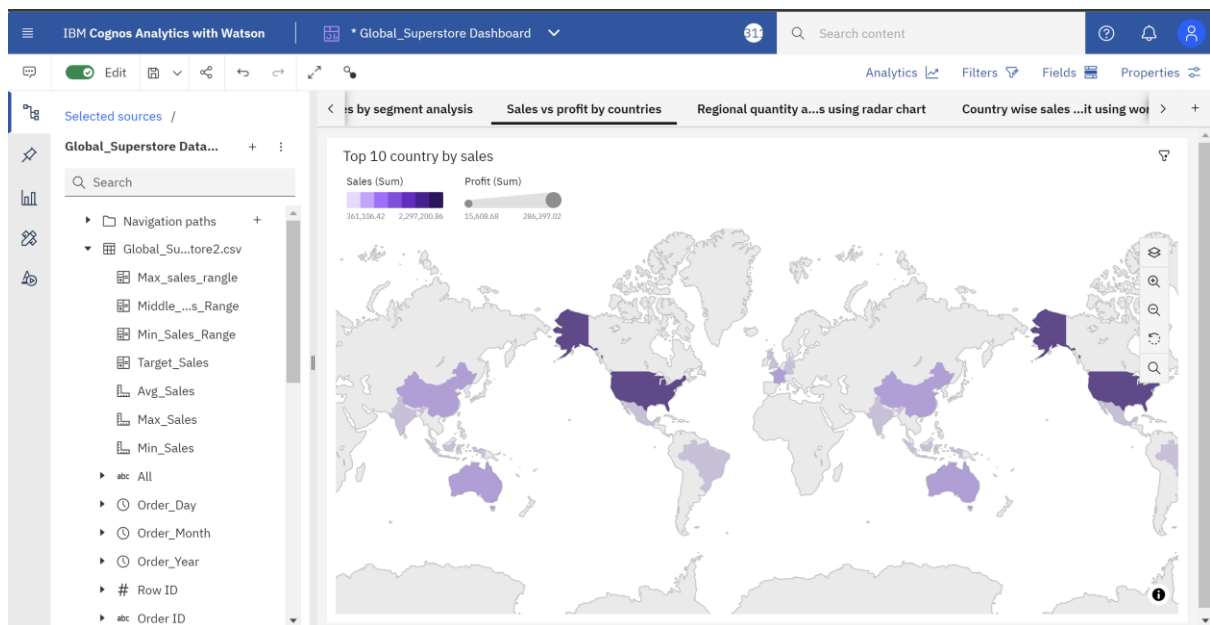 IBM Cognos Analytics with Watson
* Global_Superstore Dashboard
Search content
Edit
Analytics
Filters
Fields
Properties
Selected sources /
Global_Superstore Data...
Search
Navigation paths
Global_Su...tore2.csv
Max_sales_rangle
Middle_...s_Range
Min_Sales_Range
Target_Sales
Avg_Sales
Max_Sales
Min_Sales
abc All
Order_Day
Order_Month
Order_Year
# Row ID
abc Order ID
es by segment analysis
Sales vs profit by countries
Regional quantity a...s using radar chart
Country wise sales ...it using wor
Top 10 country by sales
Sales (Sum)
Profit (Sum)
361,106.42 2,297,200.86
15,608.68 286,397.02